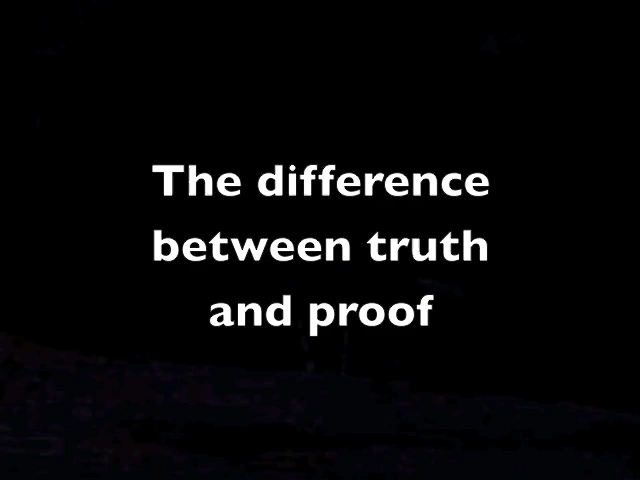 The difference
between truth
and proof